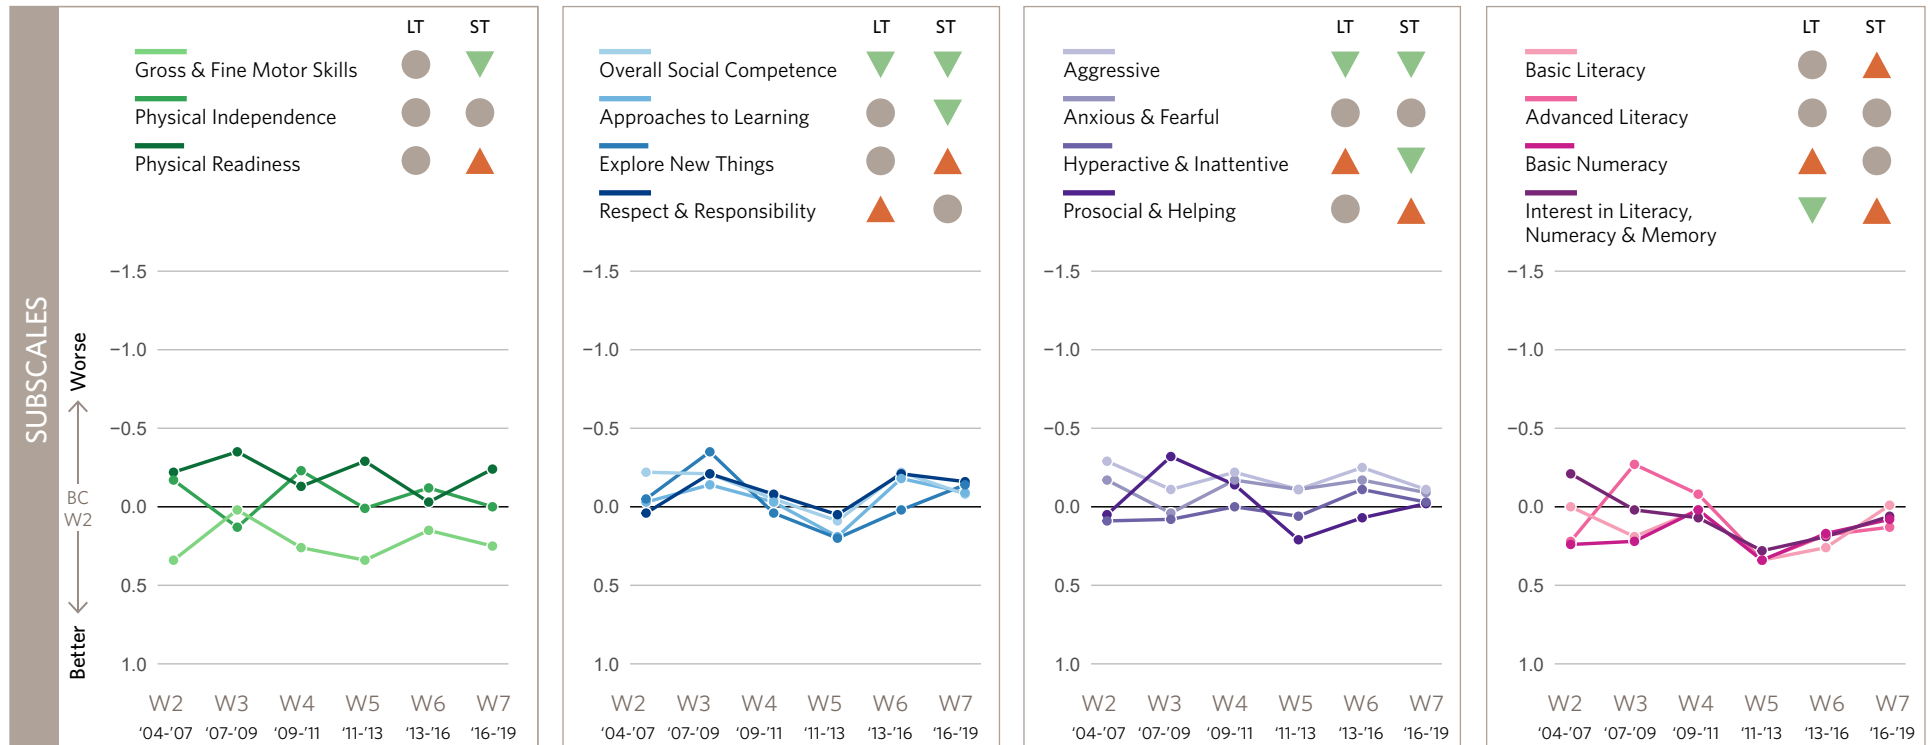 SUBSCALES
Worse
BC
W2
Better
LT ST
Gross & Fine Motor Skills
Physical Independence
Physical Readiness
−1.5
−1.0
−0.5
0.0
0.5
1.0
W2 W3 W4 W5 W6 W7
‘04-’07 ‘07-’09 ‘09-’11 ‘11-’13 ‘13-’16 ‘16-’19
LT ST
Overall Social Competence
Approaches to Learning
Explore New Things
Respect & Responsibility
−1.5
−1.0
−0.5
0.0
0.5
1.0
W2 W3 W4 W5 W6 W7
‘04-’07 ‘07-’09 ‘09-’11 ‘11-’13 ‘13-’16 ‘16-’19
LT ST
Aggressive
Anxious & Fearful
Hyperactive & Inattentive
Prosocial & Helping
−1.5
−1.0
−0.5
0.0
0.5
1.0
W2 W3 W4 W5 W6 W7
‘04-’07 ‘07-’09 ‘09-’11 ‘11-’13 ‘13-’16 ‘16-’19
LT ST
Basic Literacy
Advanced Literacy
Basic Numeracy
Interest in Literacy,
Numeracy & Memory
−1.5
−1.0
−0.5
0.0
0.5
1.0
W2 W3 W4 W5 W6 W7
‘04-’07 ‘07-’09 ‘09-’11 ‘11-’13 ‘13-’16 ‘16-’19